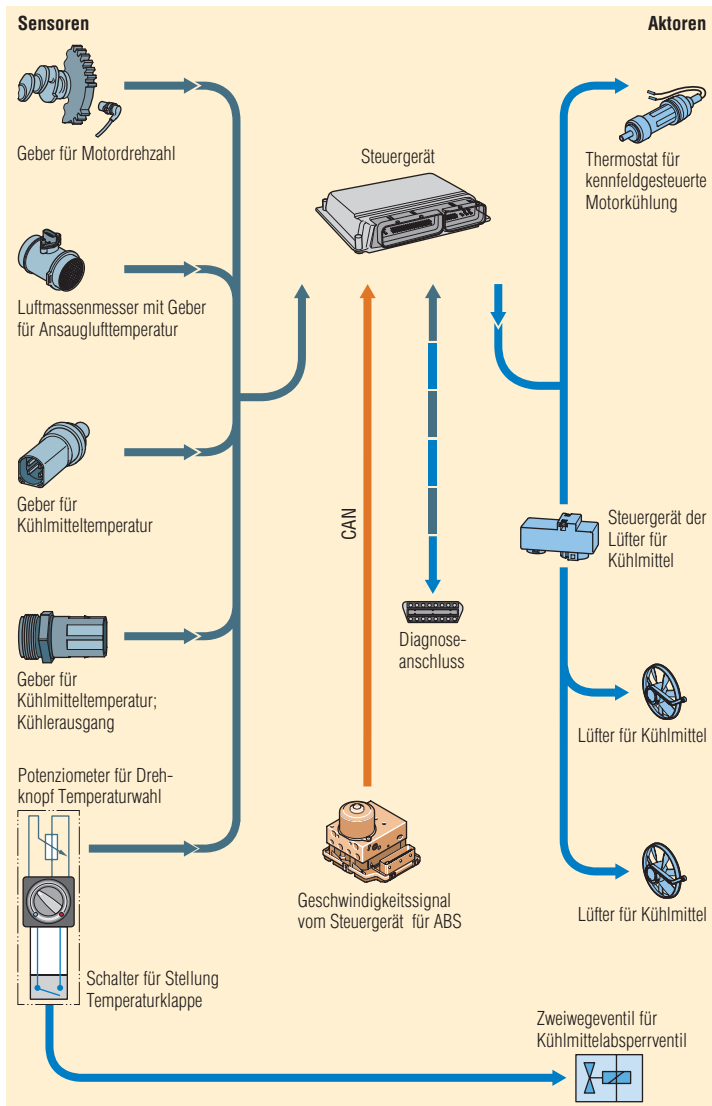 Sensoren
Aktoren
Geber für Motordrehzahl
Steuergerät
Thermostat für
kennfeldgesteuerte
Motorkühlung
Luftmassenmesser mit Geber
für Ansauglufttemperatur
Geber für
Kühlmitteltemperatur
CAN
Steuergerät der
Lüfter für
Kühlmittel
Diagnose-
anschluss
Geber für
Kühlmitteltemperatur;
Kühlerausgang
Lüfter für Kühlmittel
Potenziometer für Dreh-
knopf Temperaturwahl
Geschwindigkeitssignal
vom Steuergerät für ABS
Lüfter für Kühlmittel
Schalter für Stellung
Temperaturklappe
Zweiwegeventil für
Kühlmittelabsperrventil